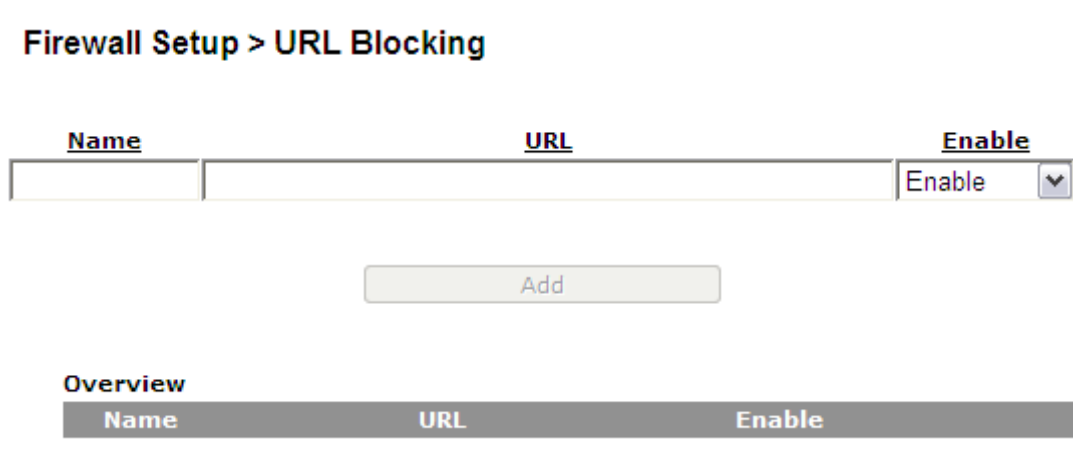 Firewall Setup > URL Blocking
Name URL Enable
Enable
Add
Overview
Name URL Enable